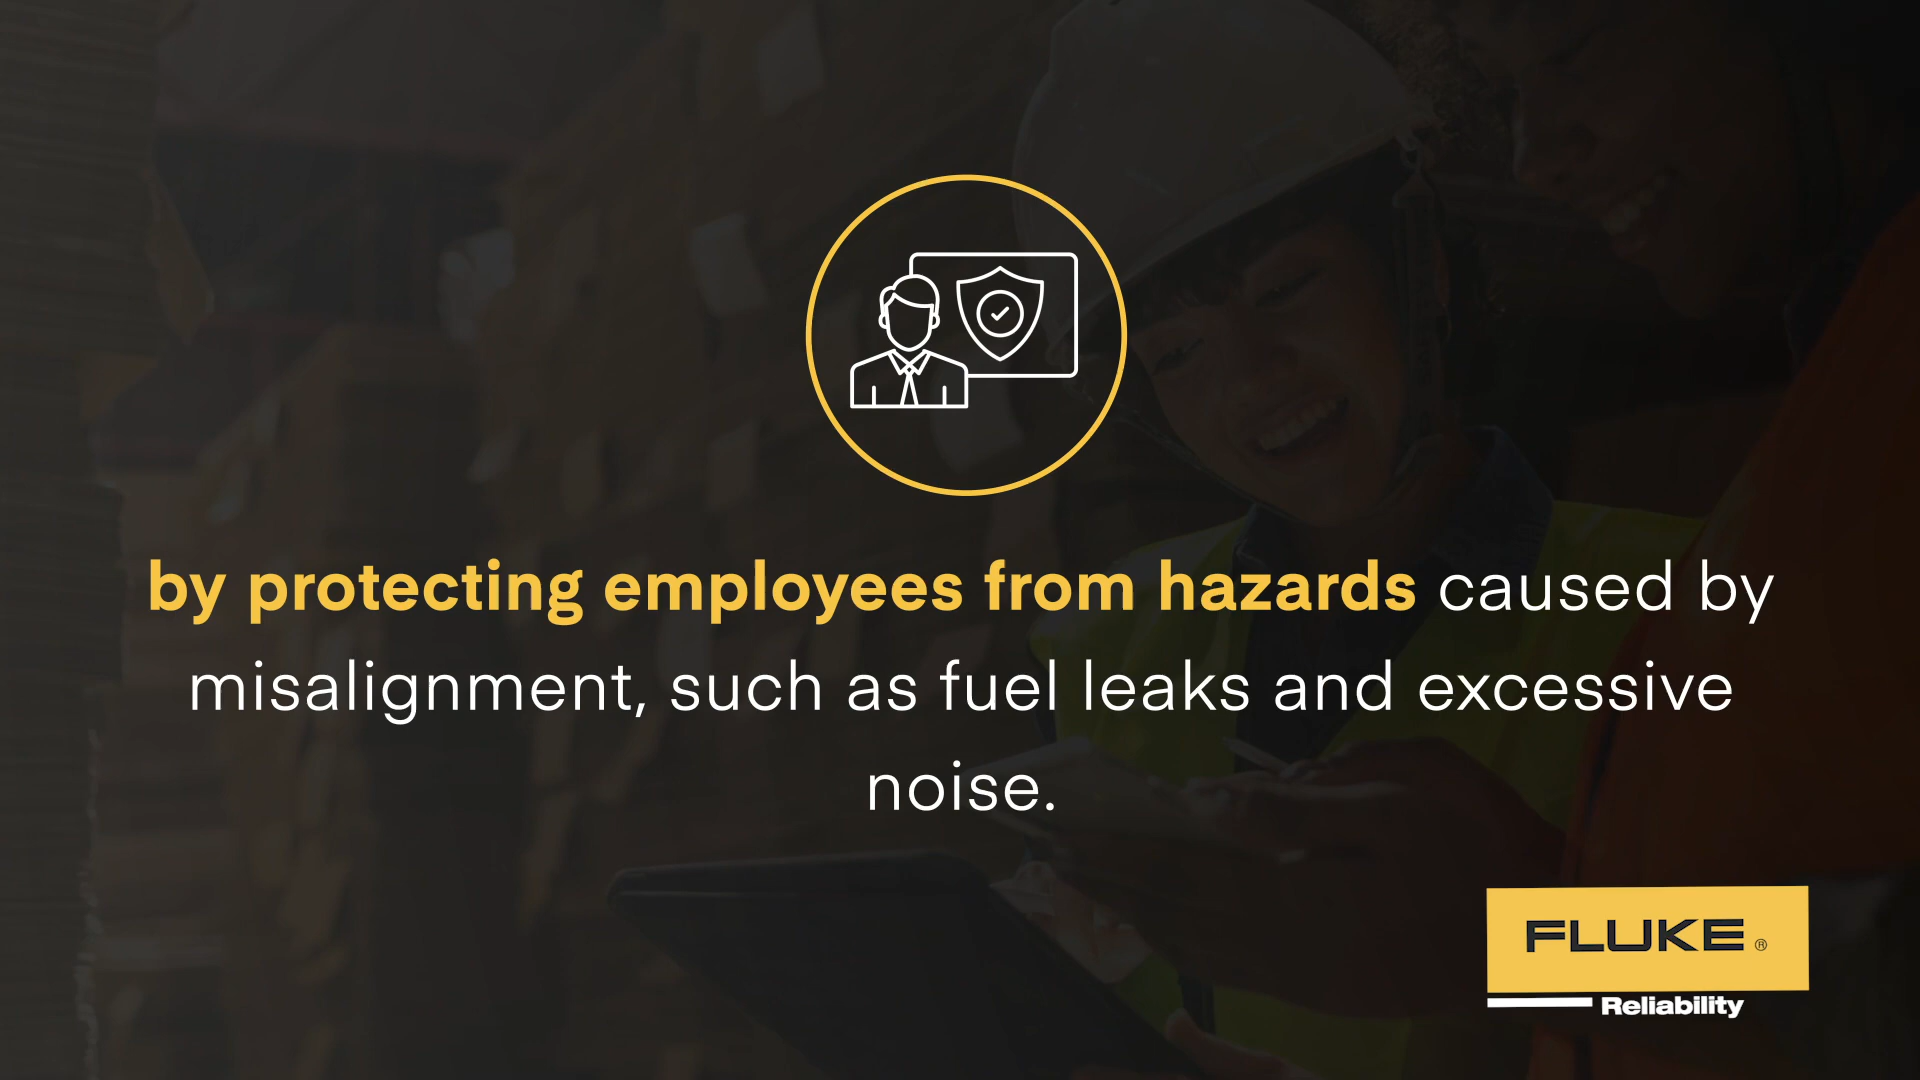 by protecting employees from hazards caused by
misalignment, such as fuel leaks and excessive
noise.
FLUKE ®
Reliability